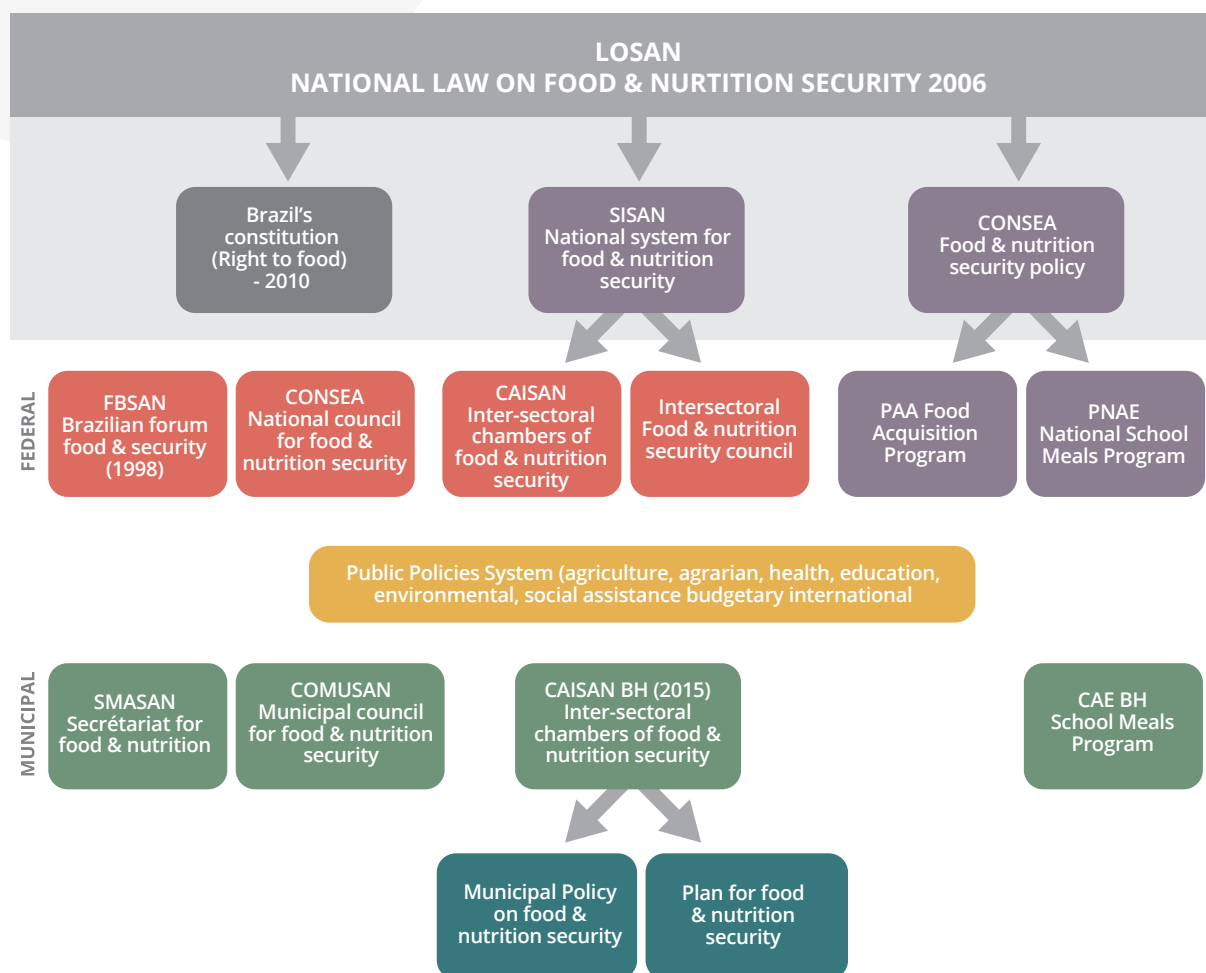 LOSAN
NATIONAL LAW ON FOOD & NURTITION SECURITY 2006
Brazil's
constitution
(Right to food)
- 2010
SISAN
National system for
food & nutrition
security
CONSEA
Food & nutrition
security policy
FEDERAL
FBSAN
Brazilian forum
food & security
(1998)
CONSEA
National council
for food &
nutrition security
CAISAN
Inter-sectoral
chambers of
food & nutrition
security
Intersectoral
Food & nutrition
security council
PAA Food
Acquisition
Program
PNAE
National School
Meals Program
Public Policies System (agriculture, agrarian, health, education,
environmental, social assistance budgetary international
MUNICIPAL
SMASAN
Secrétariat for
food & nutrition
COMUSAN
Municipal council
for food & nutrition
security
CAISAN BH (2015)
Inter-sectoral
chambers of food &
nutrition security
CAE BH
School Meals
Program
Municipal Policy
on food &
nutrition security
Plan for food
& nutrition
security